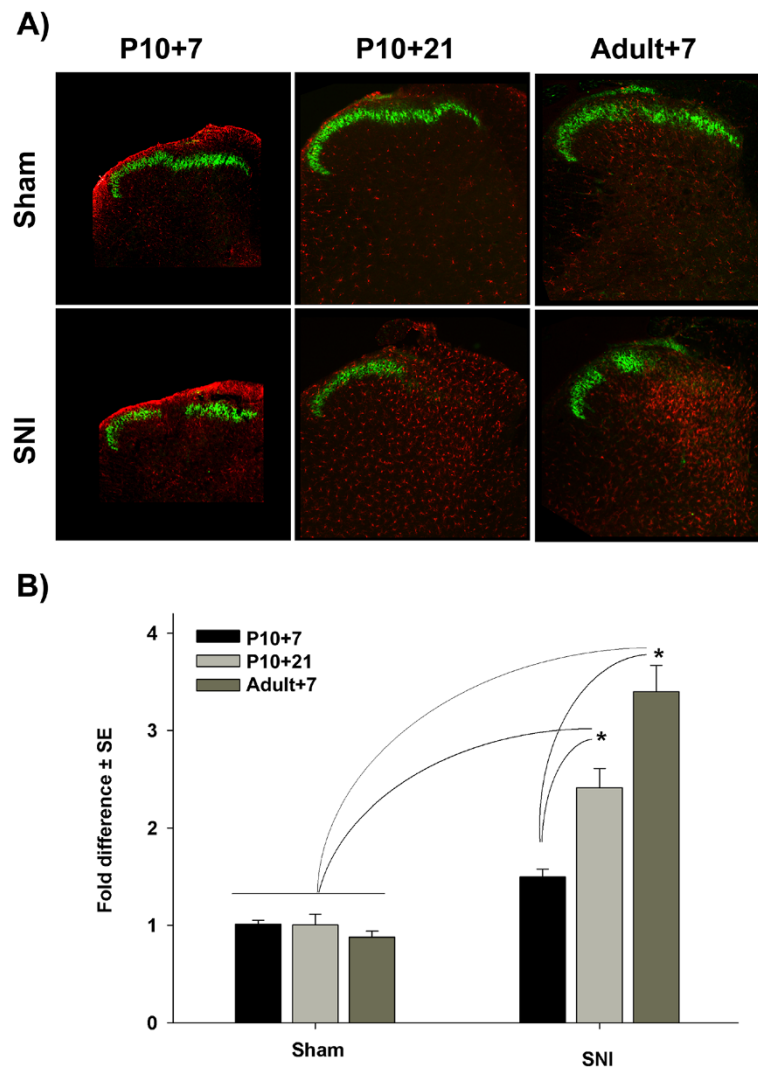 A)
P10+7 P10+21 Adult+7
Sham
SNI
B)
4
3
2
1
0
Fold difference ± SE
P10+7
P10+21
Adult+7
*
*
Sham
SNI